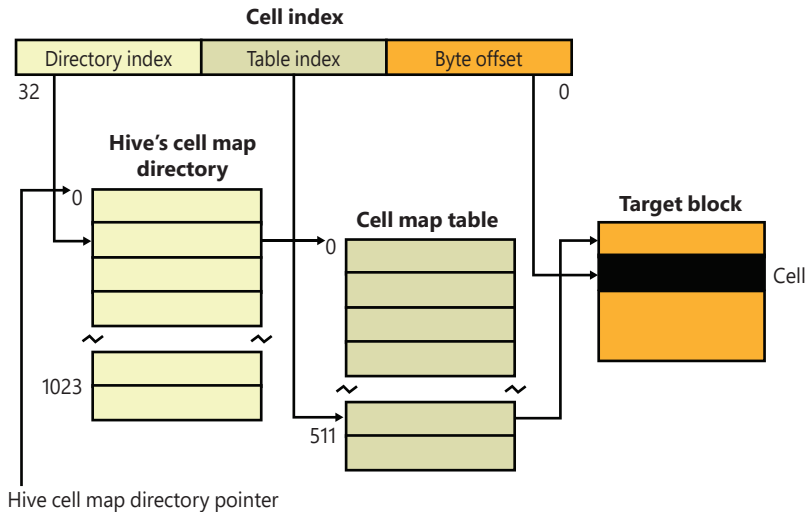 Cell index
Directory index
Table index
Byte offset
32
0
Hive's cell map
directory
0
Cell map table
0
Target block
Cell
1023
511
Hive cell map directory pointer